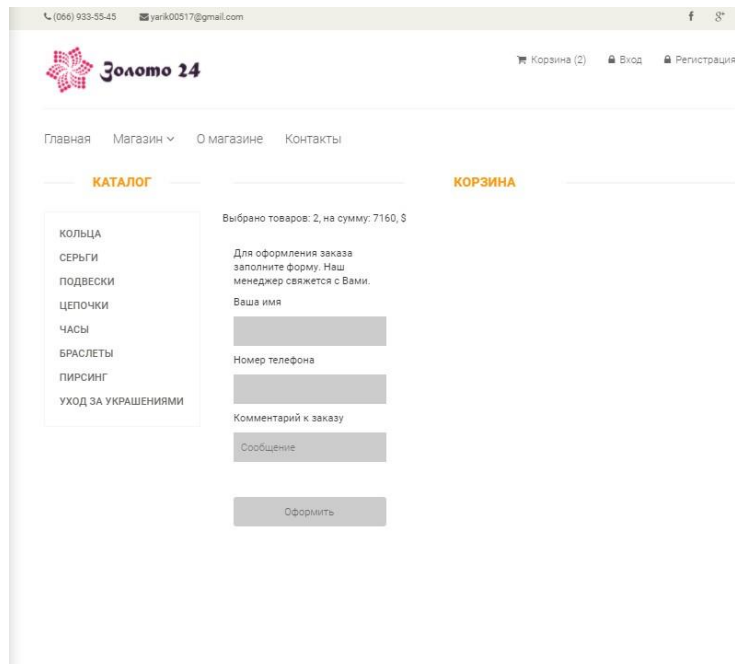 (066) 933-55-45 yarik00517@gmail.com f g+
Золото 24
Корзина (2) Вход Регистрация
Главная Магазин О магазине Контакты
КАТАЛОГ
КОЛЬЦА
СЕРЬГИ
ПОДВЕСКИ
ЦЕПОЧКИ
ЧАСЫ
БРАСЛЕТЫ
ПИРСИНГ
УХОД ЗА УКРАШЕНИЯМИ
КОРЗИНА
Выбрано товаров: 2, на сумму: 7160, $
Для оформления заказа
заполните форму. Наш
менеджер свяжется с Вами.
Ваша имя
Номер телефона
Комментарий к заказу
Сообщение
Оформить